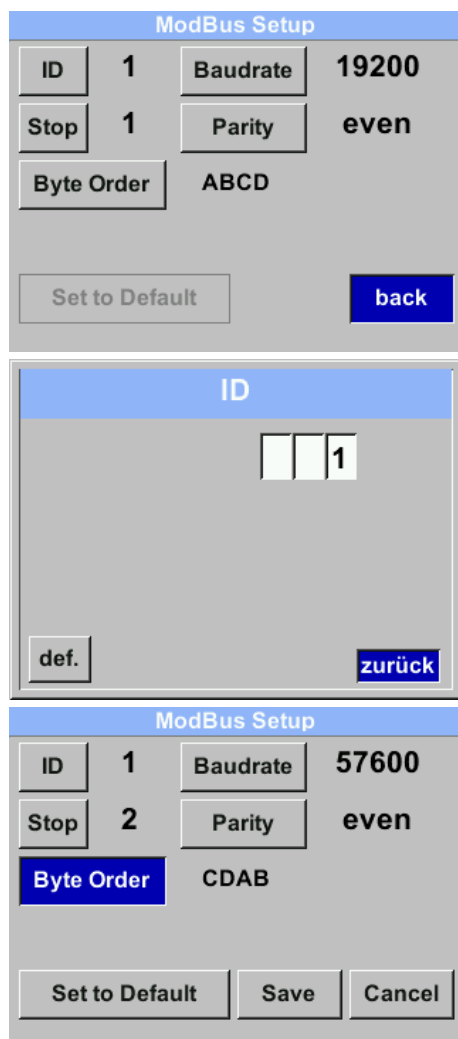 ModBus Setup
ID 1 Baudrate 19200
Stop 1 Parity even
Byte Order ABCD
Set to Default back
ID
1
def. zurück
ModBus Setup
ID 1 Baudrate 57600
Stop 2 Parity even
Byte Order CDAB
Set to Default Save Cancel